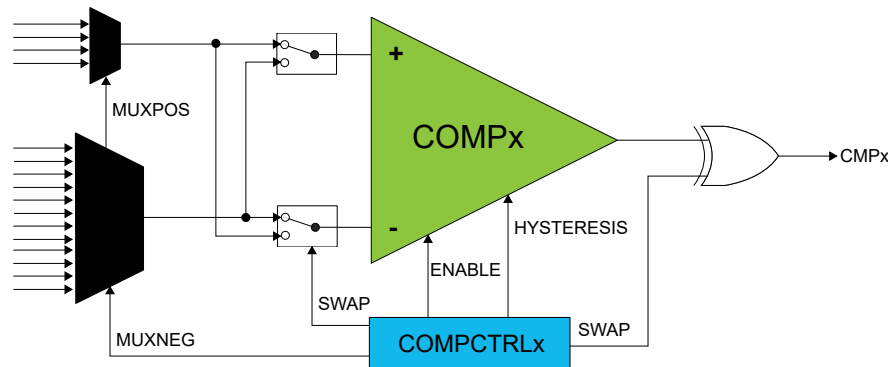 +
MUXPOS
COMPx
CMPx
-
HYSTERESIS
ENABLE
SWAP
SWAP
MUXNEG
COMPCTRLx